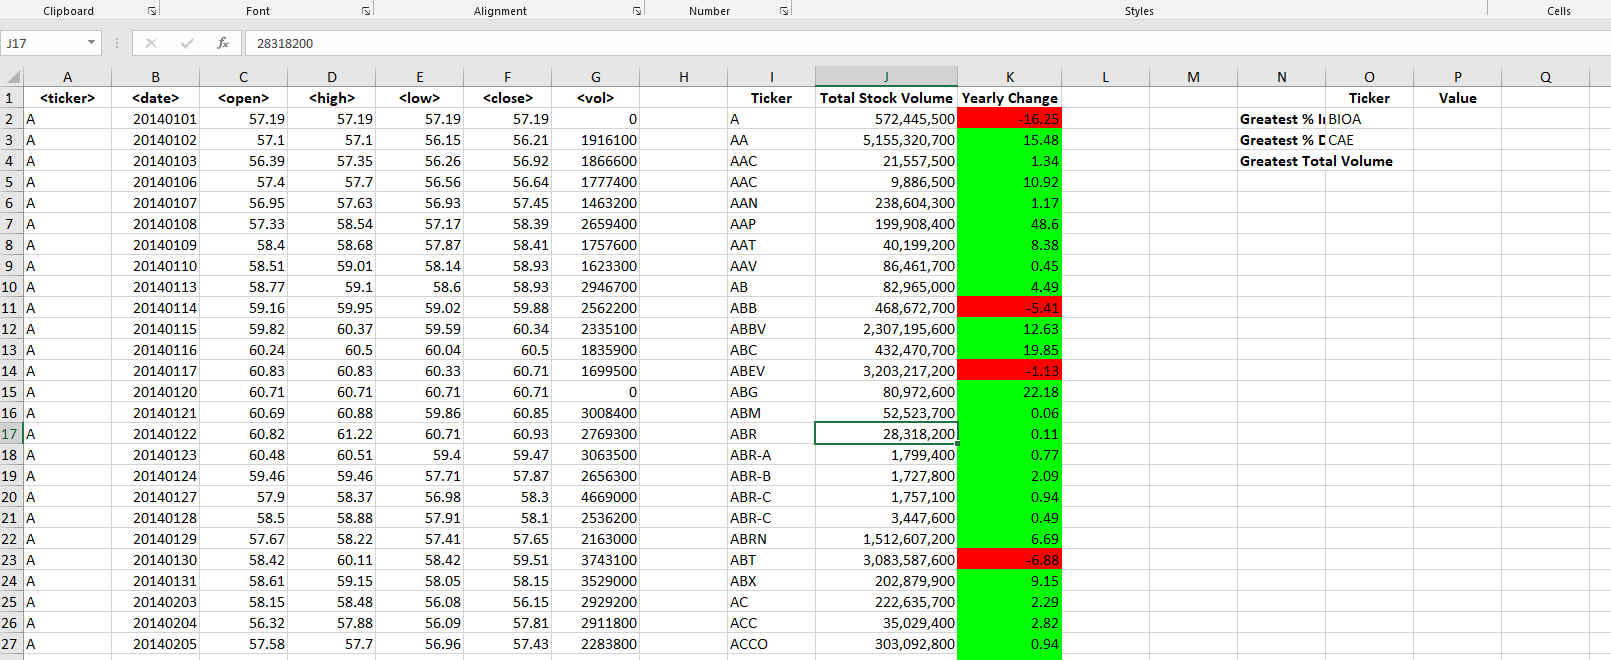 Clipboard Font Alignment Number Styles Cells
J17 fx 28318200
A B C D E F G H I J K L M N O P Q
1 <ticker> <date> <open> <high> <low> <close> <vol> Ticker Total Stock Volume Yearly Change Ticker Value
2 A 20140101 57.19 57.19 57.19 57.19 0 A 572,445,500 -16.25 Greatest % I BIOA
3 A 20140102 57.1 57.1 56.15 56.21 1916100 AA 5,155,320,700 15.48 Greatest % D CAE
4 A 20140103 56.39 57.35 56.26 56.92 1866600 AAC 21,557,500 1.34 Greatest Total Volume
5 A 20140106 57.4 57.7 56.56 56.64 1777400 AAC 9,886,500 10.92
6 A 20140107 56.95 57.63 56.93 57.45 1463200 AAN 238,604,300 1.17
7 A 20140108 57.33 58.54 57.17 58.39 2659400 AAP 199,908,400 48.6
8 A 20140109 58.4 58.68 57.87 58.41 1757600 AAT 40,199,200 8.38
9 A 20140110 58.51 59.01 58.14 58.93 1623300 AAV 86,461,700 0.45
10 A 20140113 58.77 59.1 58.6 58.93 2946700 AB 82,965,000 4.49
11 A 20140114 59.16 59.95 59.02 59.88 2562200 ABB 468,672,700 -5.41
12 A 20140115 59.82 60.37 59.59 60.34 2335100 ABBV 2,307,195,600 12.63
13 A 20140116 60.24 60.5 60.04 60.5 1835900 ABC 432,470,700 19.85
14 A 20140117 60.83 60.83 60.33 60.71 1699500 ABEV 3,203,217,200 -1.13
15 A 20140120 60.71 60.71 60.71 60.71 0 ABG 80,972,600 22.18
16 A 20140121 60.69 60.88 59.86 60.85 3008400 ABM 52,523,700 0.06
17 A 20140122 60.82 61.22 60.71 60.93 2769300 ABR 28,318,200 0.11
18 A 20140123 60.48 60.51 59.4 59.47 3063500 ABR-A 1,799,400 0.77
19 A 20140124 59.46 59.46 57.71 57.87 2656300 ABR-B 1,727,800 2.09
20 A 20140127 57.9 58.37 56.98 58.3 4669000 ABR-C 1,757,100 0.94
21 A 20140128 58.5 58.88 57.91 58.1 2536200 ABR-C 3,447,600 0.49
22 A 20140129 57.67 58.22 57.41 57.65 2163000 ABRN 1,512,607,200 6.69
23 A 20140130 58.42 60.11 58.42 59.51 3743100 ABT 3,083,587,600 -6.88
24 A 20140131 58.61 59.15 58.05 58.15 3529000 ABX 202,879,900 9.15
25 A 20140203 58.15 58.48 56.08 56.15 2929200 AC 222,635,700 2.29
26 A 20140204 56.32 57.88 56.09 57.81 2911800 ACC 35,029,400 2.82
27 A 20140205 57.58 57.7 56.96 57.43 2283800 ACCO 303,092,800 0.94